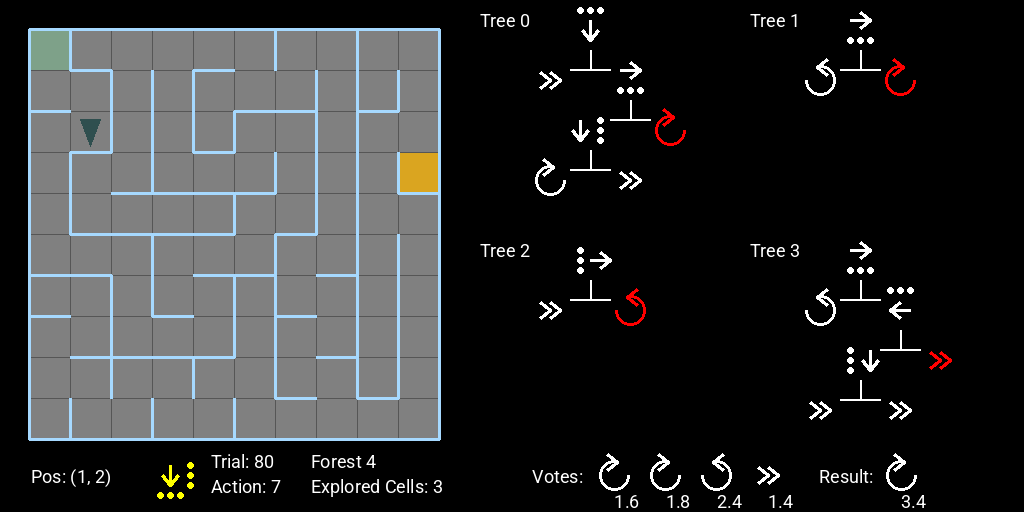 Tree 0
Tree 1
Tree 2
Tree 3
Pos: (1, 2)
Trial: 80
Action: 7
Forest 4
Explored Cells: 3
Votes:
1.6
1.8
2.4
1.4
Result:
3.4